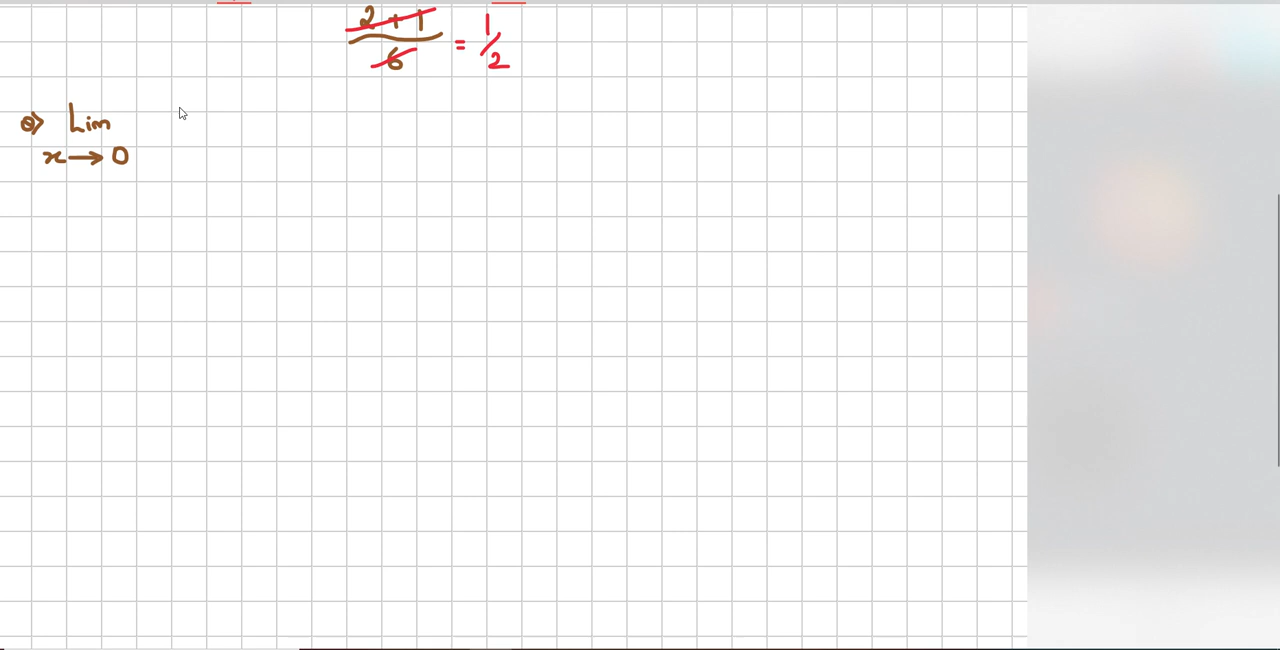 2 + 1
6
= 1/2
Q> Lim
x → 0